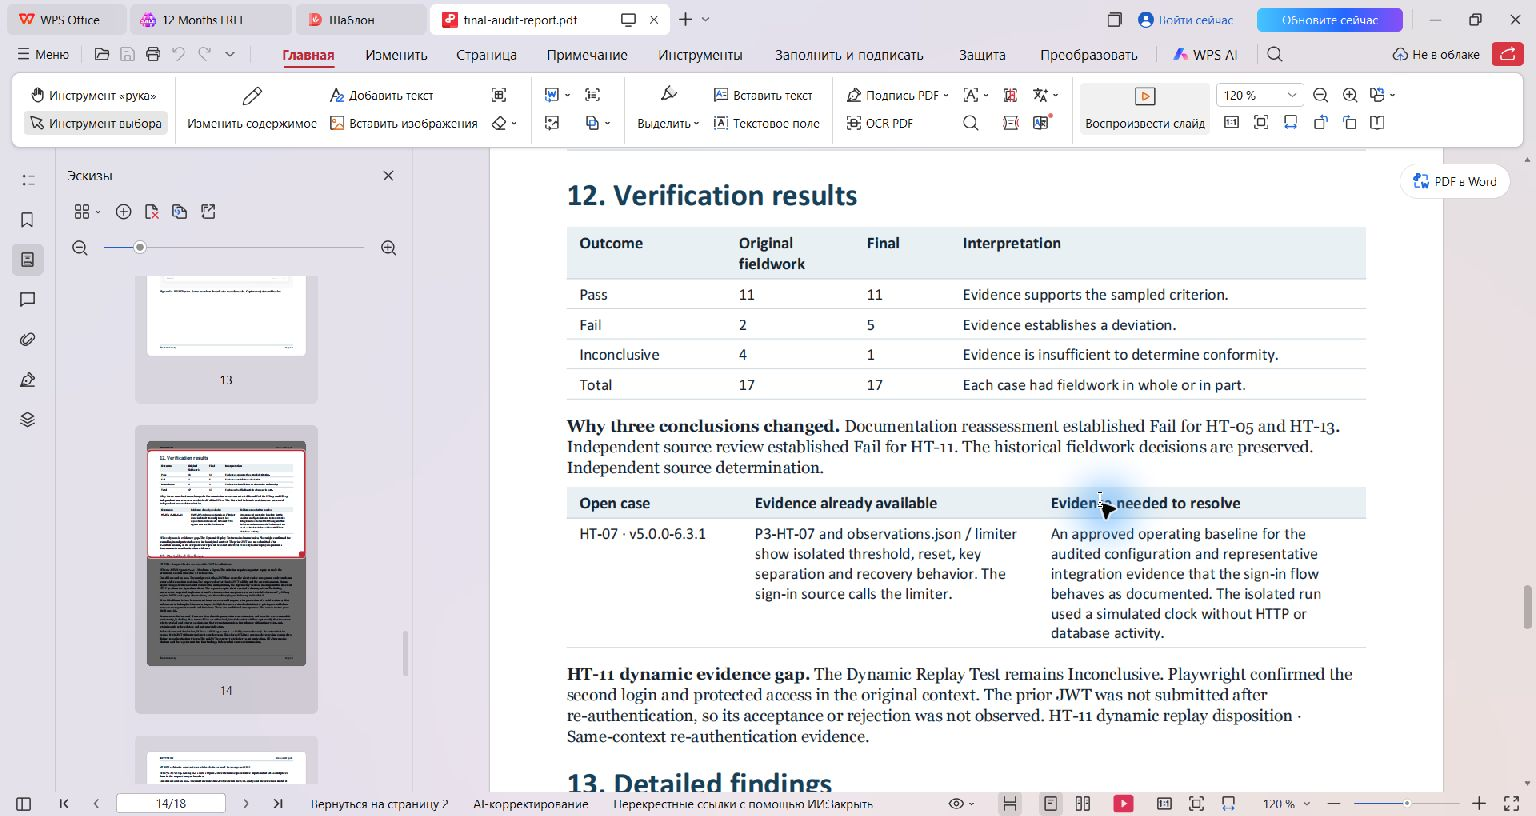 WPS Office
12 Months FREE
Шаблон
final-audit-report.pdf
Войти сейчас
Обновите сейчас
Меню
Главная
Изменить
Страница
Примечание
Инструменты
Заполнить и подписать
Защита
Преобразовать
WPS AI
Не в облаке
Инструмент «рука»
Инструмент выбора
Изменить содержимое
Добавить текст
Вставить изображения
Выделить
Вставить текст
Текстовое поле
Подпись PDF
OCR PDF
Воспроизвести слайд
120 %
1:1
PDF в Word
Эскизы
13
14
12. Verification results
Outcome Original fieldwork Final Interpretation
Pass 11 11 Evidence supports the sampled criterion.
Fail 2 5 Evidence establishes a deviation.
Inconclusive 4 1 Evidence is insufficient to determine conformity.
Total 17 17 Each case had fieldwork in whole or in part.
Why three conclusions changed. Documentation reassessment established Fail for HT-05 and HT-13.
Independent source review established Fail for HT-11. The historical fieldwork decisions are preserved.
Independent source determination.
Open case Evidence already available Evidence needed to resolve
HT-07 · v5.0.0-6.3.1
P3-HT-07 and observations.json / limiter
show isolated threshold, reset, key
separation and recovery behavior. The
sign-in source calls the limiter.
An approved operating baseline for the
audited configuration and representative
integration evidence that the sign-in flow
behaves as documented. The isolated run
used a simulated clock without HTTP or
database activity.
HT-11 dynamic evidence gap. The Dynamic Replay Test remains Inconclusive. Playwright confirmed the
second login and protected access in the original context. The prior JWT was not submitted after
re-authentication, so its acceptance or rejection was not observed. HT-11 dynamic replay disposition ·
Same-context re-authentication evidence.
13. Detailed findings
14/18
Вернуться на страницу 2
AI-корректирование
Перекрестные ссылки с помощью ИИ:Закрыть
1:1
120 %